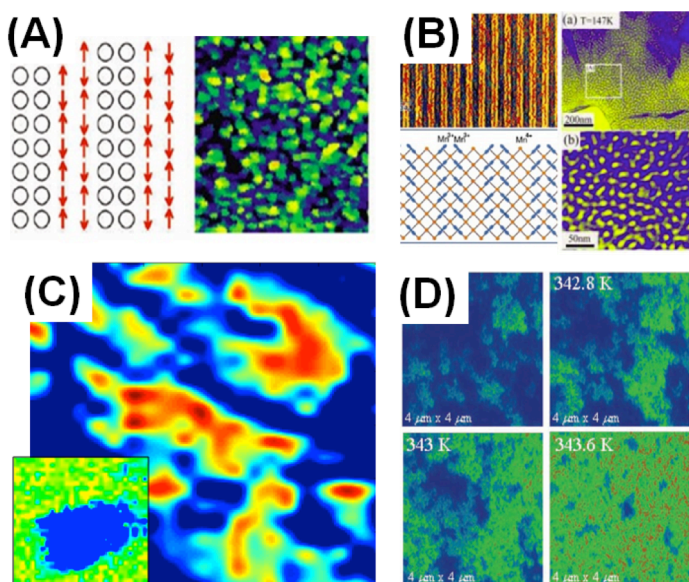 (A)
(B)
(a) T=147K
200nm
Mn³⁺Mn³⁺ Mn⁴⁺
(b)
50nm
(C)
(D)
342.8 K
4 µm x 4 µm
4 µm x 4 µm
343 K
343.6 K
4 µm x 4 µm
4 µm x 4 µm